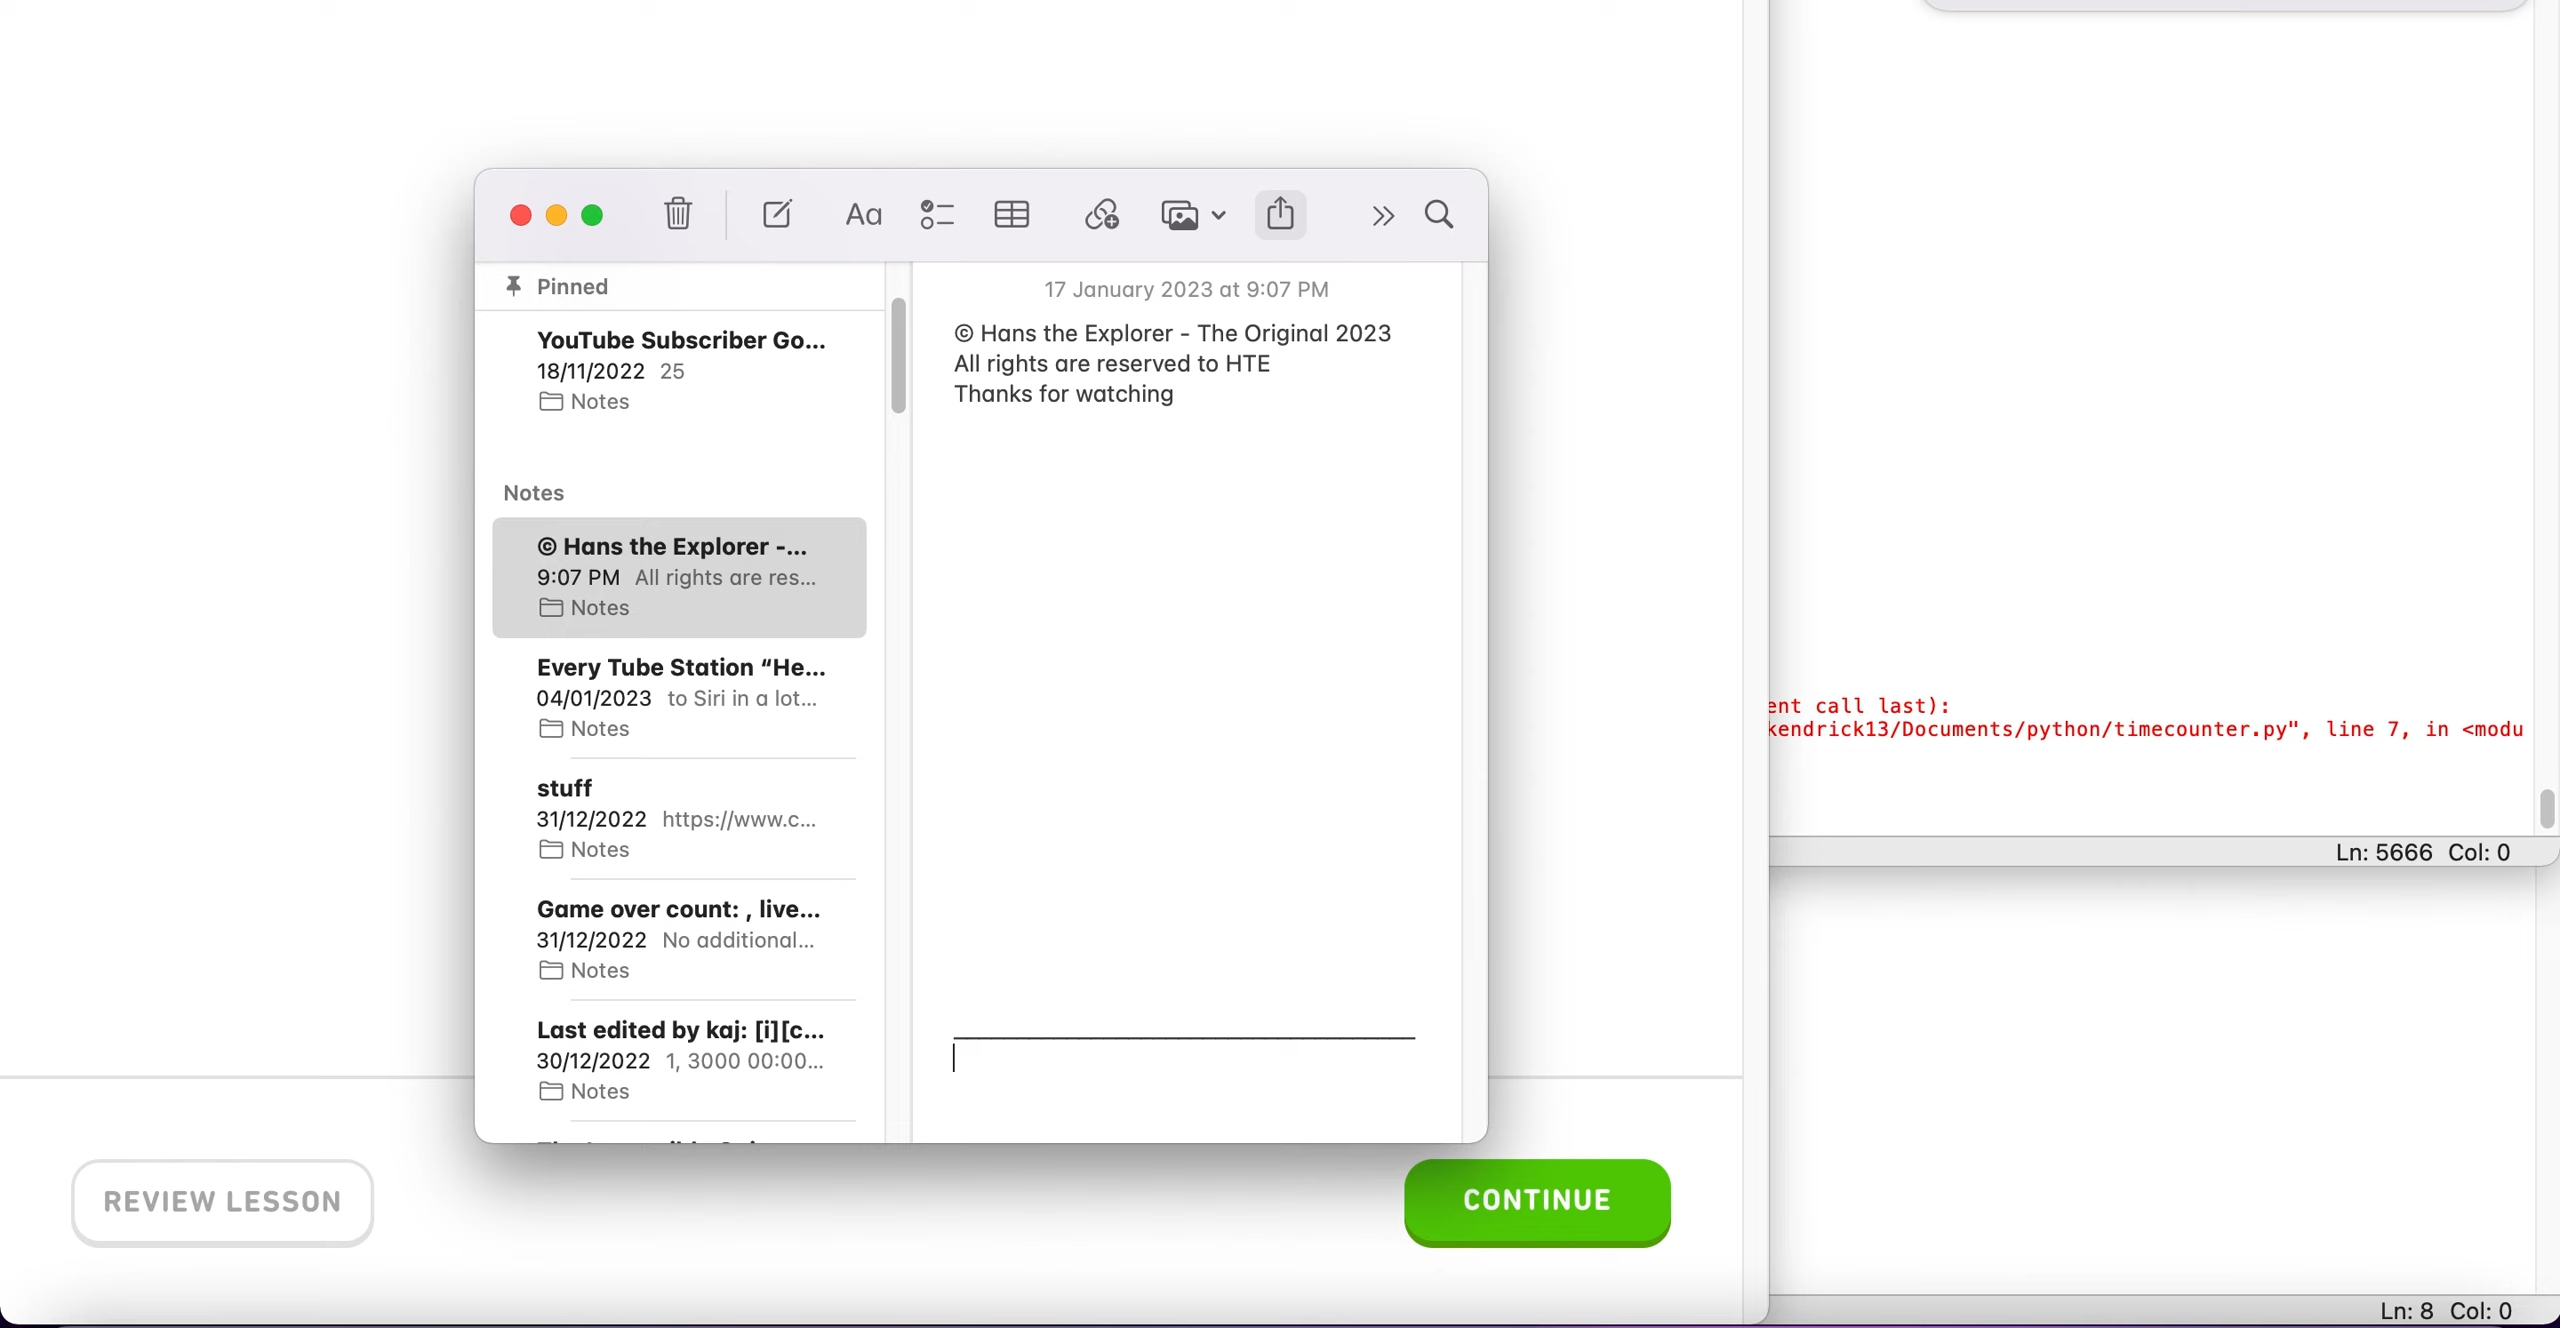 Aa
Pinned
YouTube Subscriber Go...
18/11/2022 25
Notes
Notes
© Hans the Explorer -...
9:07 PM All rights are res...
Notes
Every Tube Station “He...
04/01/2023 to Siri in a lot...
Notes
stuff
31/12/2022 https://www.c...
Notes
Game over count: , live...
31/12/2022 No additional...
Notes
Last edited by kaj: [i][c...
30/12/2022 1, 3000 00:00...
Notes
17 January 2023 at 9:07 PM
© Hans the Explorer - The Original 2023
All rights are reserved to HTE
Thanks for watching
REVIEW LESSON
CONTINUE
ent call last):
kendrick13/Documents/python/timecounter.py", line 7, in <modu
Ln: 5666 Col: 0
Ln: 8 Col: 0